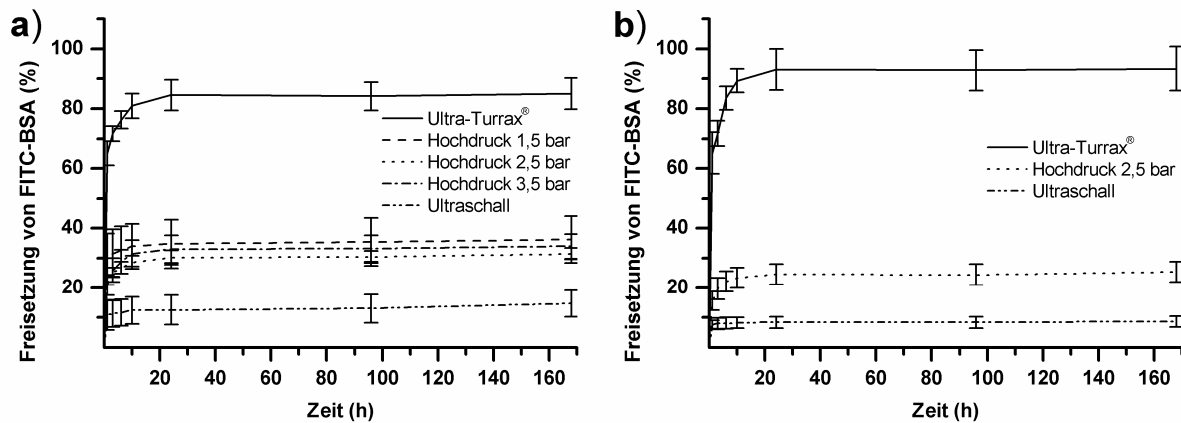 a)
Freisetzung von FITC-BSA (%)
100
80
60
40
20
Ultra-Turrax®
Hochdruck 1,5 bar
Hochdruck 2,5 bar
Hochdruck 3,5 bar
Ultraschall
20 40 60 80 100 120 140 160
Zeit (h)
b)
Freisetzung von FITC-BSA (%)
100
80
60
40
20
Ultra-Turrax®
Hochdruck 2,5 bar
Ultraschall
20 40 60 80 100 120 140 160
Zeit (h)